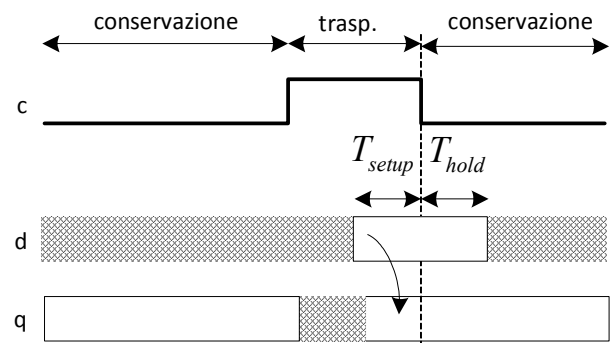 conservazione trasp. conservazione
c
T_setup T_hold
d
q